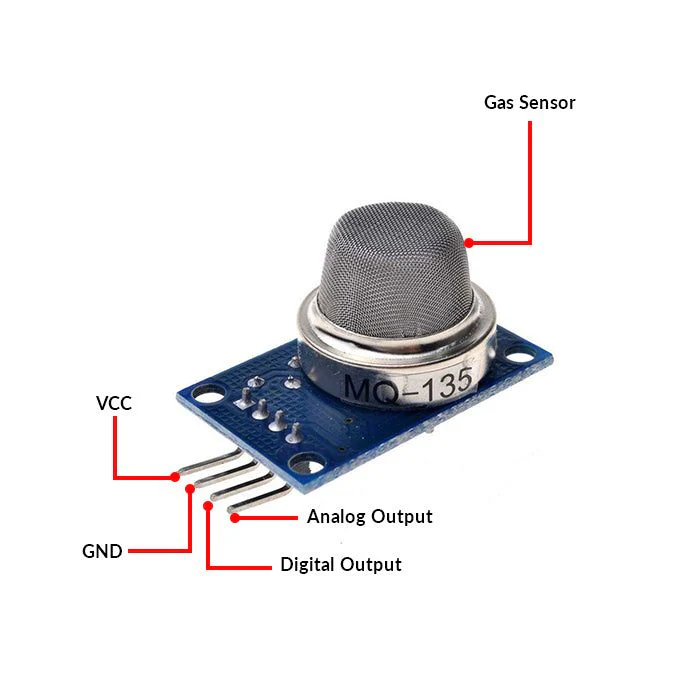 Gas Sensor
MQ-135
VCC
Analog Output
GND
Digital Output